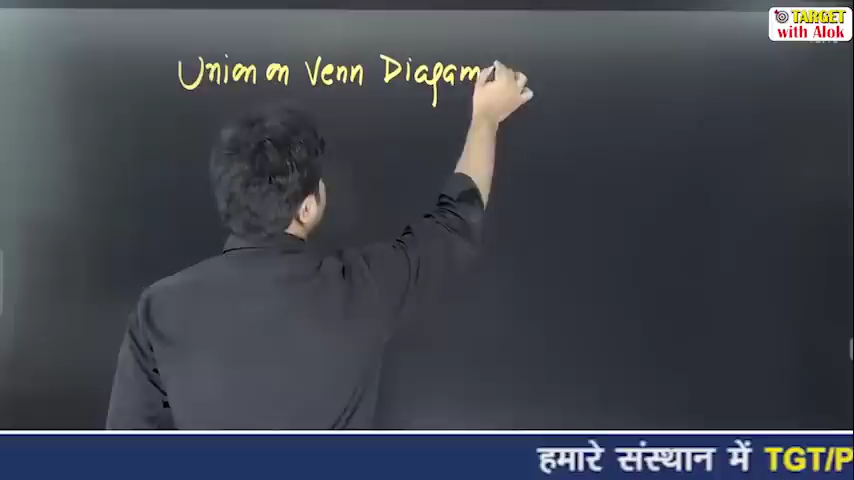 TARGET
with Alok
Union on Venn Diagam
हमारे संस्थान में TGT/P